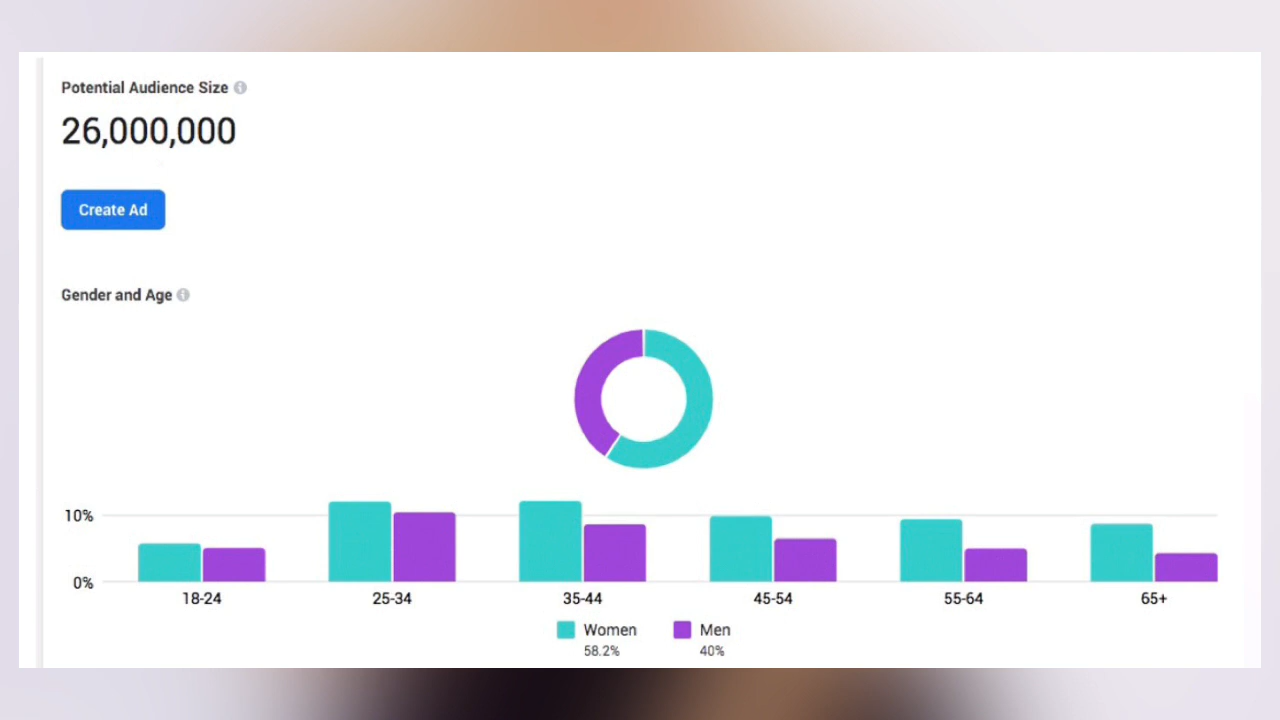 Potential Audience Size
26,000,000
Create Ad
Gender and Age
10%
0%
18-24 25-34 35-44 45-54 55-64 65+
Women Men
58.2% 40%